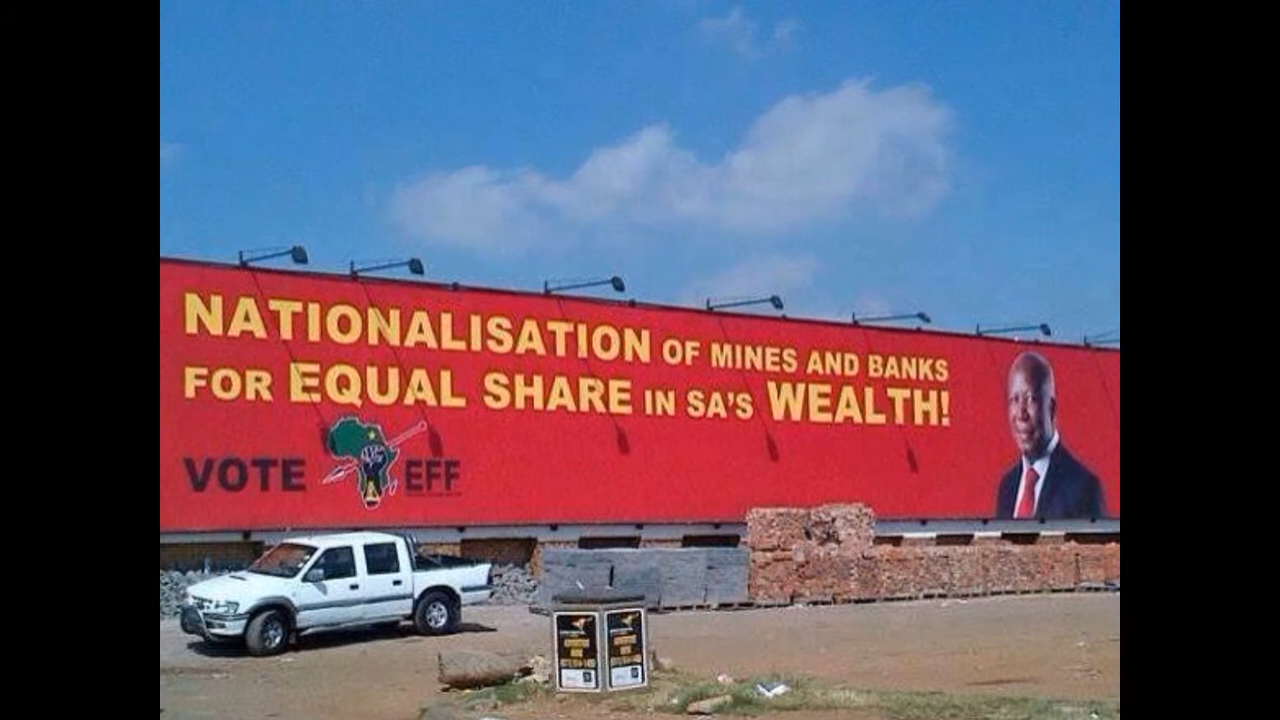 NATIONALISATION OF MINES AND BANKS
FOR EQUAL SHARE IN SA'S WEALTH!
VOTE EFF